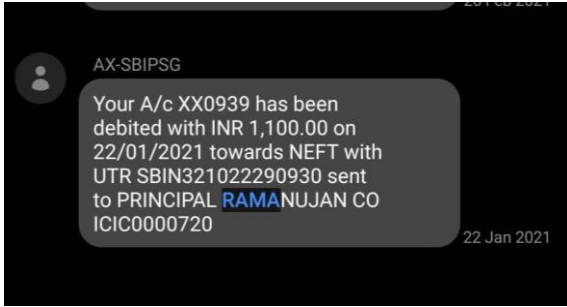 AX-SBIPSG
Your A/c XX0939 has been
debited with INR 1,100.00 on
22/01/2021 towards NEFT with
UTR SBIN321022290930 sent
to PRINCIPAL RAMANUJAN CO
ICIC0000720
22 Jan 2021